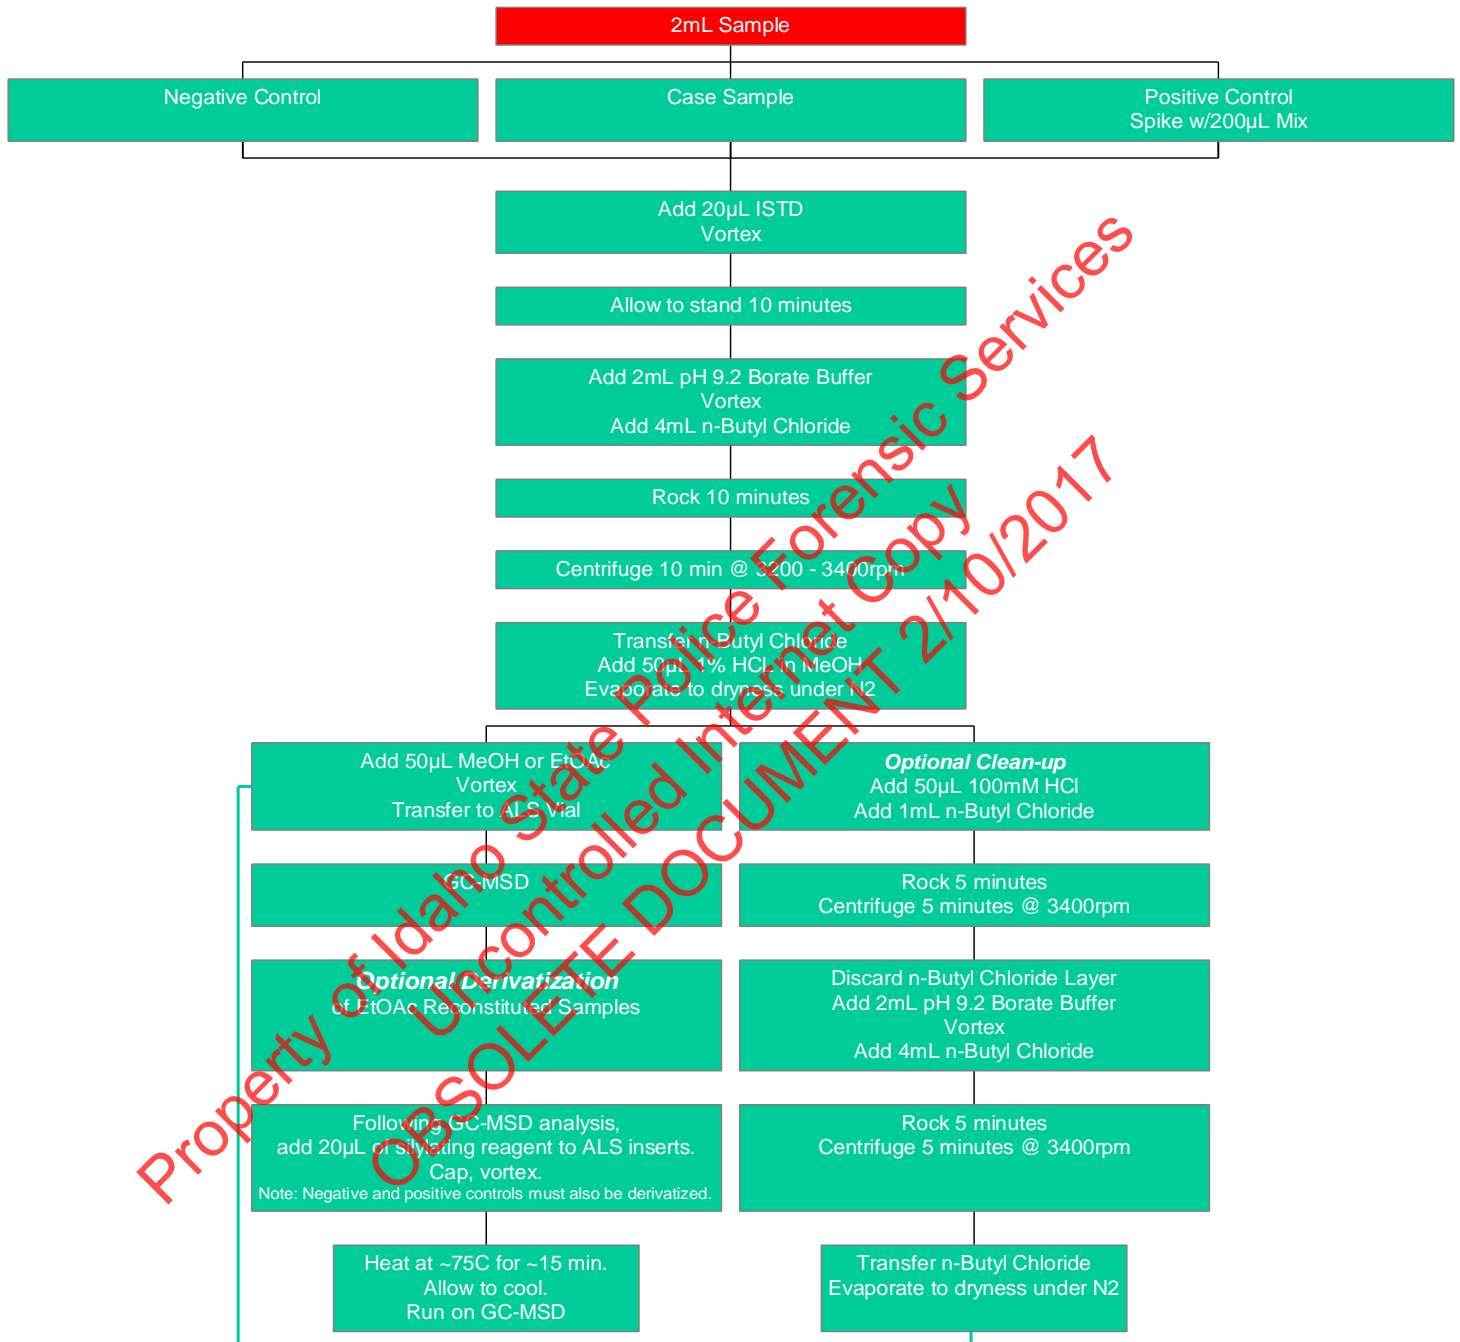 2mL Sample
Negative Control
Case Sample
Positive Control
Spike w/200µL Mix
Add 20µL ISTD
Vortex
Allow to stand 10 minutes
Add 2mL pH 9.2 Borate Buffer
Vortex
Add 4mL n-Butyl Chloride
Rock 10 minutes
Centrifuge 10 min @ 3200 - 3400rpm
Transfer n-Butyl Chloride
Add 50µL 1% HCL in MeOH
Evaporate to dryness under N2
Add 50µL MeOH or EtOAc
Vortex
Transfer to ALS Vial
GC-MSD
Optional Derivatization
of EtOAc Reconstituted Samples
Following GC-MSD analysis,
add 20µL of silylating reagent to ALS inserts.
Cap, vortex.
Note: Negative and positive controls must also be derivatized.
Heat at ~75C for ~15 min.
Allow to cool.
Run on GC-MSD
Optional Clean-up
Add 50µL 100mM HCl
Add 1mL n-Butyl Chloride
Rock 5 minutes
Centrifuge 5 minutes @ 3400rpm
Discard n-Butyl Chloride Layer
Add 2mL pH 9.2 Borate Buffer
Vortex
Add 4mL n-Butyl Chloride
Rock 5 minutes
Centrifuge 5 minutes @ 3400rpm
Transfer n-Butyl Chloride
Evaporate to dryness under N2
Property of Idaho State Police Forensic Services
Uncontrolled Internet Copy
OBSOLETE DOCUMENT 2/10/2017